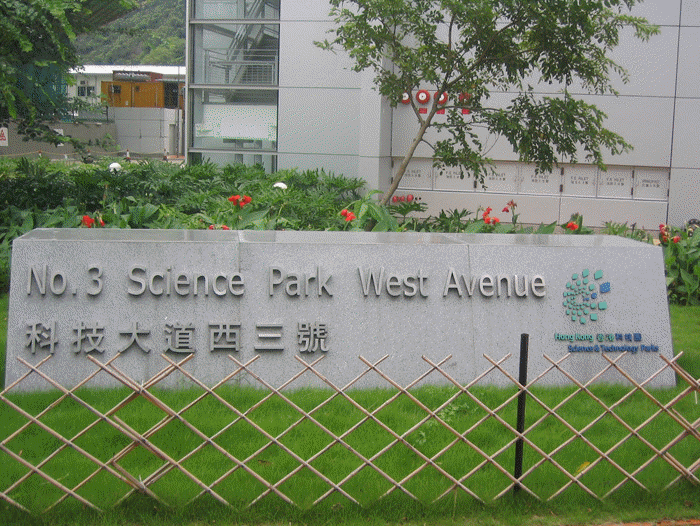 No. 3 Science Park West Avenue
科技大道西三號
Hong Kong 香港科技園
Science & Technology Parks